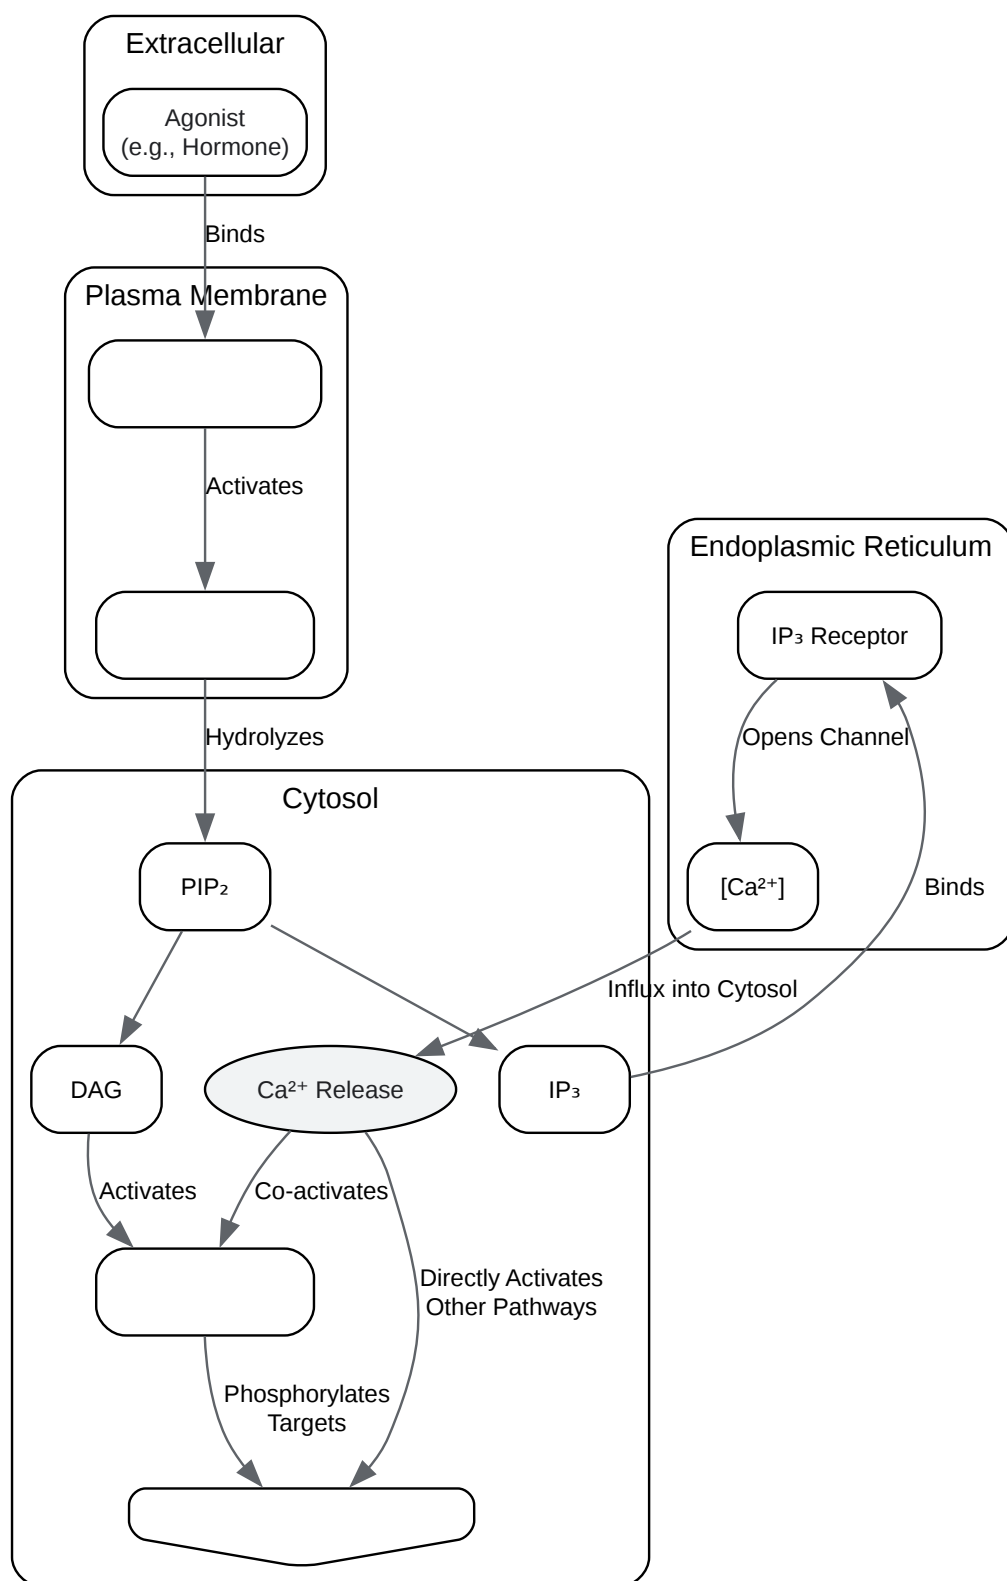 Extracellular
Agonist
(e.g., Hormone)
Binds
Plasma Membrane
Activates
Endoplasmic Reticulum
IP₃ Receptor
Hydrolyzes
Opens Channel
Cytosol
PIP₂
[Ca²⁺]
Binds
Influx into Cytosol
DAG
Ca²⁺ Release
IP₃
Activates
Co-activates
Directly Activates
Other Pathways
Phosphorylates
Targets